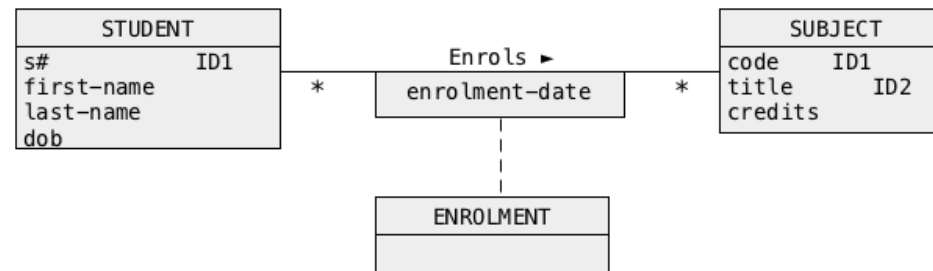 STUDENT
s# ID1
first-name
last-name
dob
Enrols ►
*
enrolment-date
*
SUBJECT
code ID1
title ID2
credits
ENROLMENT